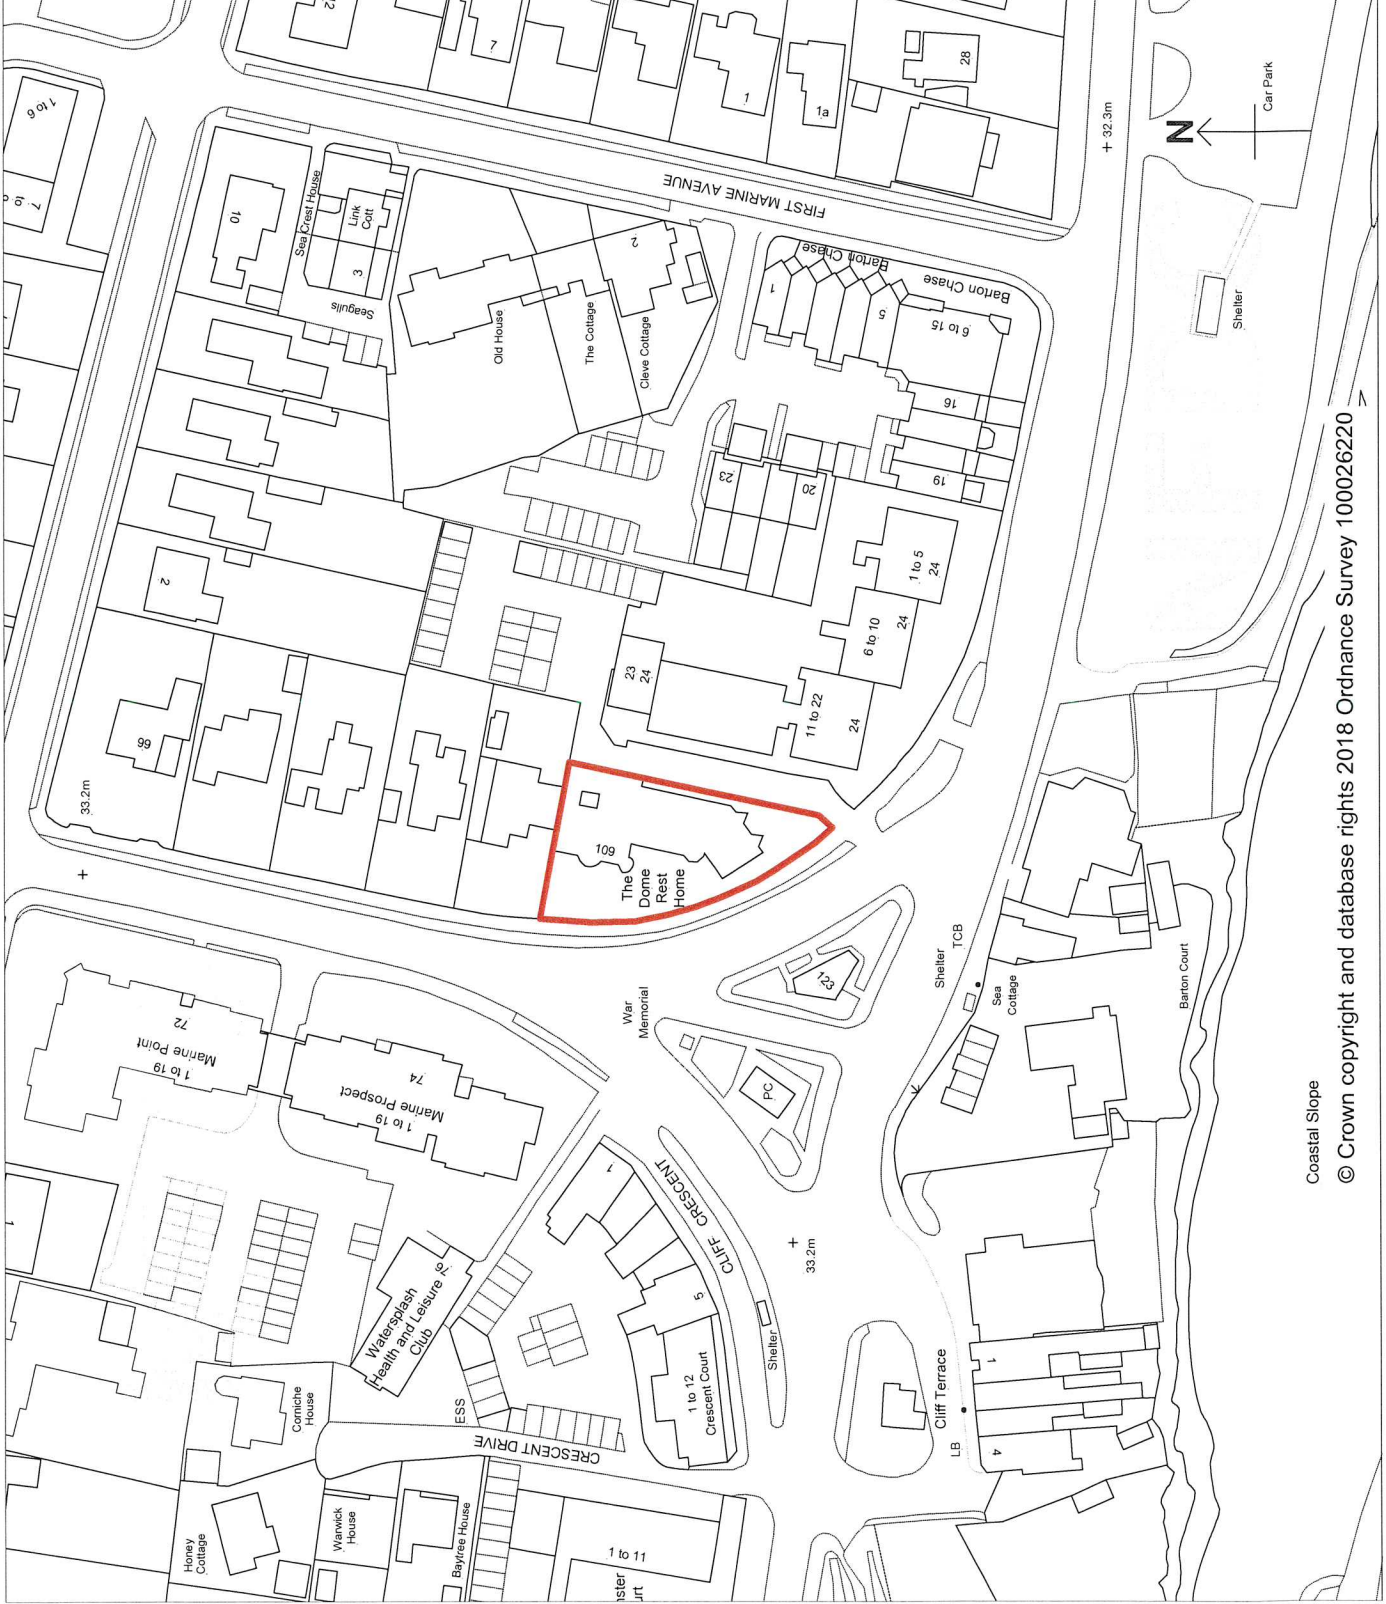 12
7
1
1a
28
Car Park
N
+ 32.3m
Shelter
1 to 6
7
to
10
Sea Crest House
Link
Cott
3
Seagulls
FIRST MARINE AVENUE
Old House
The Cottage
2
Cleve Cottage
Barton Chase
Barton Chase
Barton Chase
1
5
6 to 15
16
19
23
20
1 to 5
24
6 to 10
24
11 to 22
24
23
24
2
66
33.2m
+
109
The
Dome
Rest
Home
72
Marine Point
1 to 19
74
Marine Prospect
1 to 19
War
Memorial
123
PC
Shelter
TCB
Sea
Cottage
Barton Court
1
CLIFF CRESCENT
+
33.2m
5
Shelter
1 to 12
Crescent Court
76
Watersplash
Health and Leisure
Club
ESS
1
Corniche
House
CRESCENT DRIVE
Honey
Cottage
Warwick
House
Baytree House
1 to 11
Cliff Terrace
LB
1
4
Coastal Slope
© Crown copyright and database rights 2018 Ordnance Survey 100026220